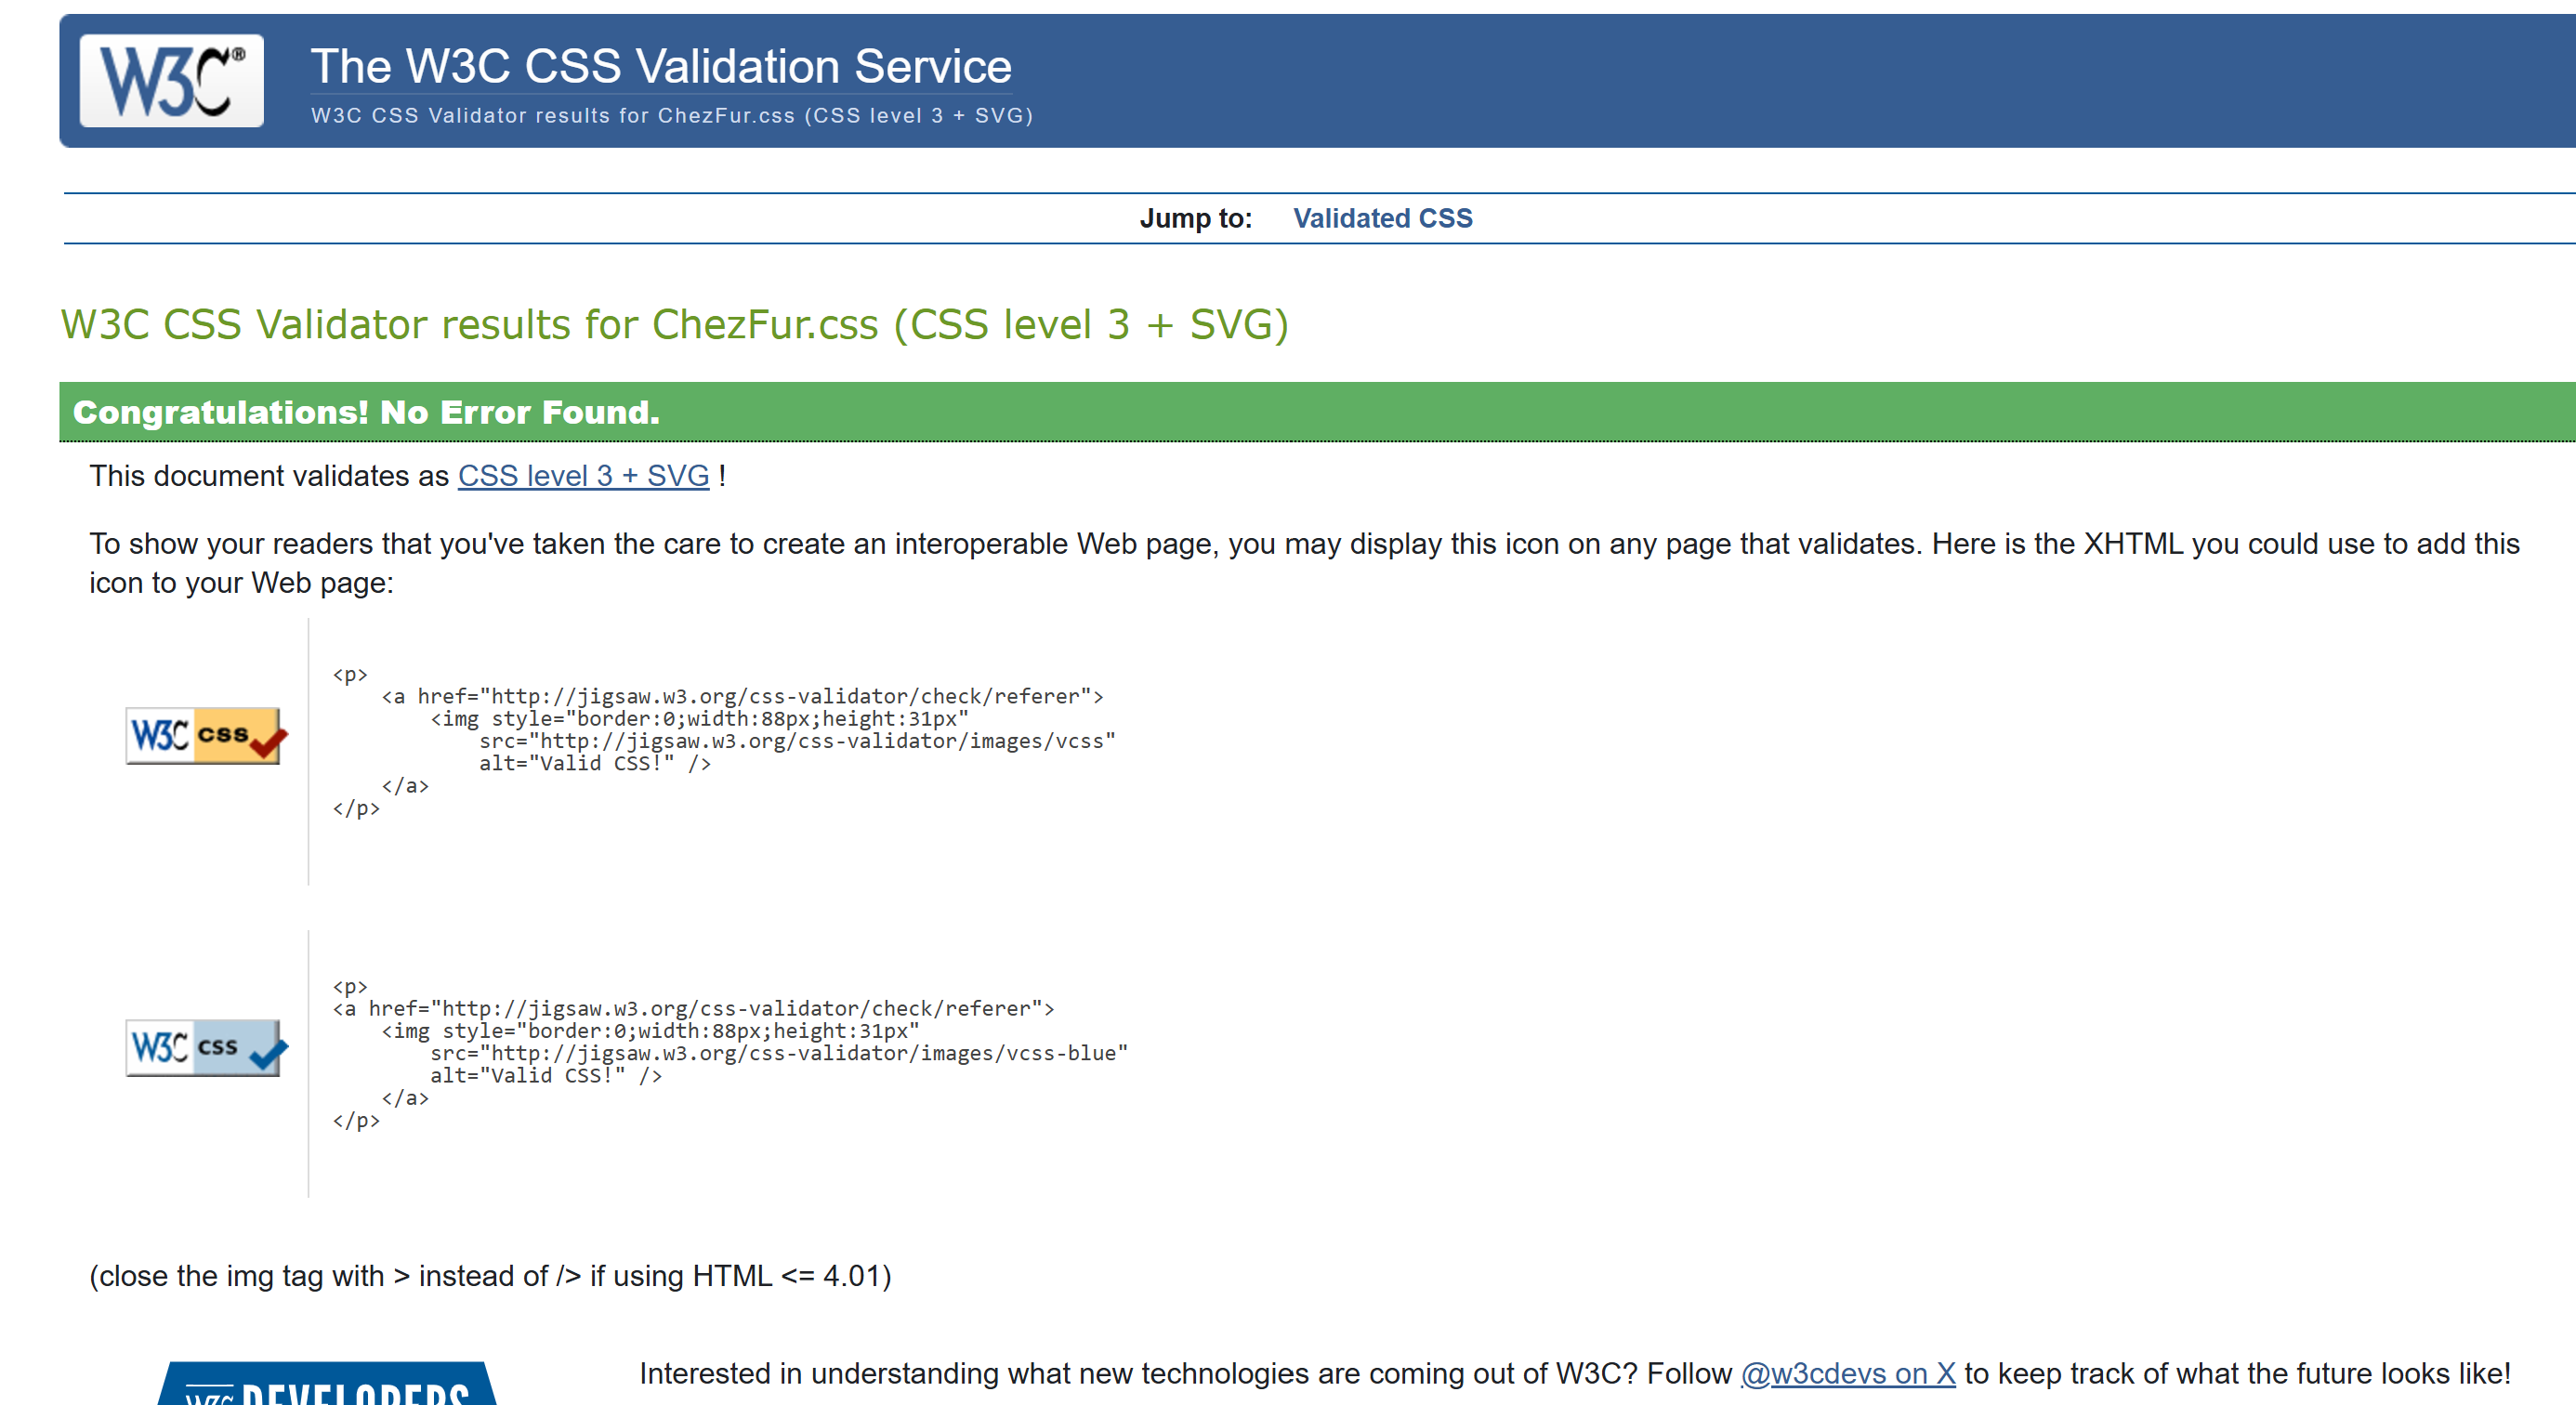 W3C®
The W3C CSS Validation Service
W3C CSS Validator results for ChezFur.css (CSS level 3 + SVG)
Jump to: Validated CSS
W3C CSS Validator results for ChezFur.css (CSS level 3 + SVG)
Congratulations! No Error Found.
This document validates as CSS level 3 + SVG !
To show your readers that you've taken the care to create an interoperable Web page, you may display this icon on any page that validates. Here is the XHTML you could use to add this
icon to your Web page:
W3C css
<p>
    <a href="http://jigsaw.w3.org/css-validator/check/referer">
        <img style="border:0;width:88px;height:31px"
            src="http://jigsaw.w3.org/css-validator/images/vcss"
            alt="Valid CSS!" />
    </a>
</p>
W3C css
<p>
<a href="http://jigsaw.w3.org/css-validator/check/referer">
    <img style="border:0;width:88px;height:31px"
        src="http://jigsaw.w3.org/css-validator/images/vcss-blue"
        alt="Valid CSS!" />
    </a>
</p>
(close the img tag with > instead of /> if using HTML <= 4.01)
Interested in understanding what new technologies are coming out of W3C? Follow @w3cdevs on X to keep track of what the future looks like!
W3C DEVELOPERS